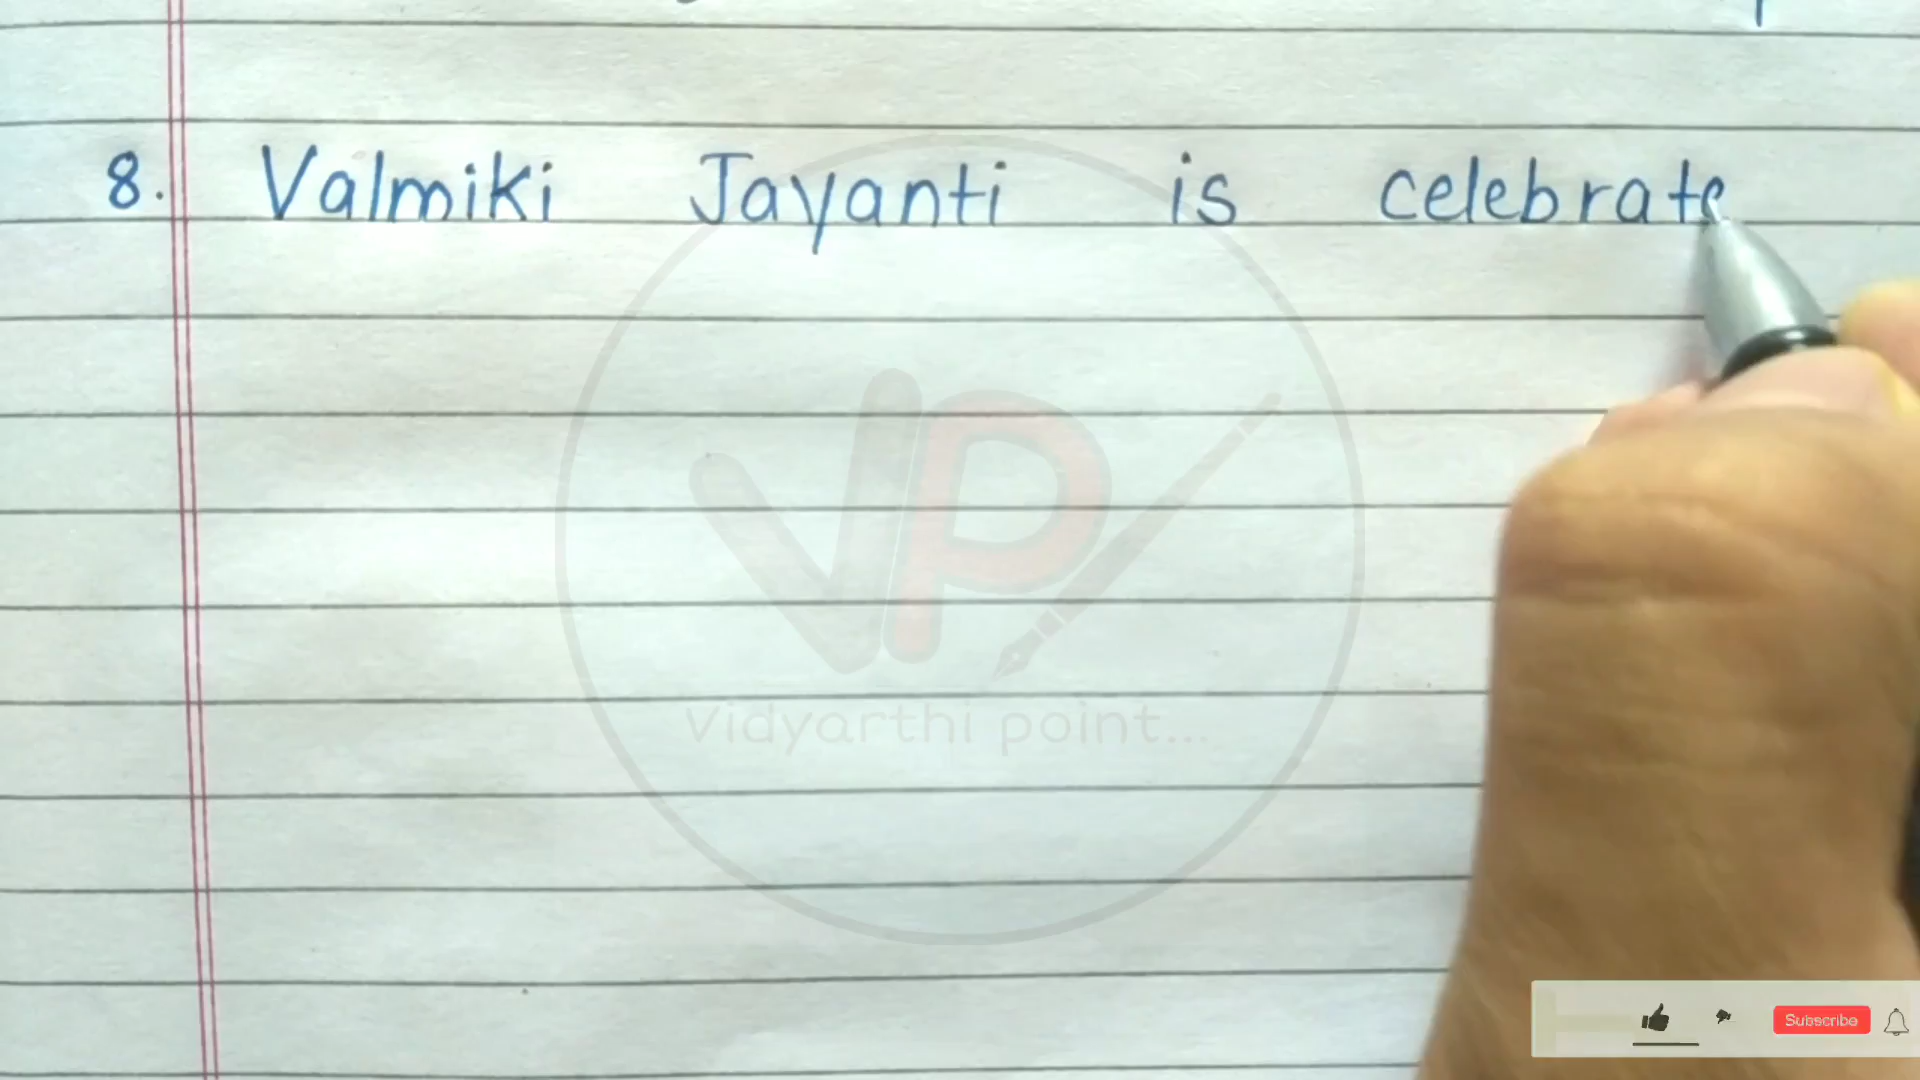 8. Valmiki Jayanti is celebrate
Vidyarthi point...
Subscribe